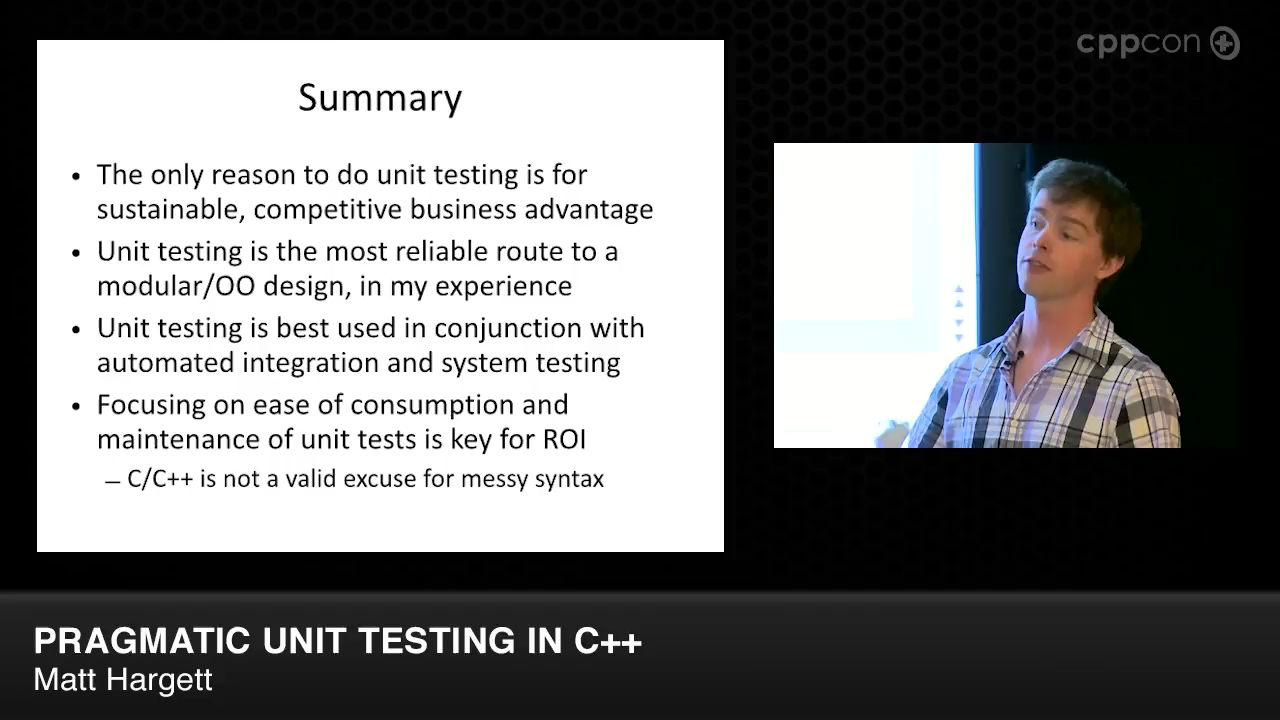 cppcon
Summary
• The only reason to do unit testing is for
sustainable, competitive business advantage
• Unit testing is the most reliable route to a
modular/OO design, in my experience
• Unit testing is best used in conjunction with
automated integration and system testing
• Focusing on ease of consumption and
maintenance of unit tests is key for ROI
– C/C++ is not a valid excuse for messy syntax
PRAGMATIC UNIT TESTING IN C++
Matt Hargett